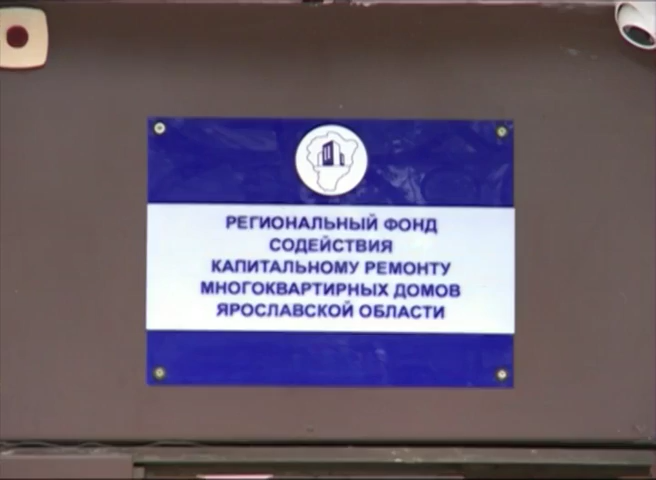 РЕГИОНАЛЬНЫЙ ФОНД
СОДЕЙСТВИЯ
КАПИТАЛЬНОМУ РЕМОНТУ
МНОГОКВАРТИРНЫХ ДОМОВ
ЯРОСЛАВСКОЙ ОБЛАСТИ